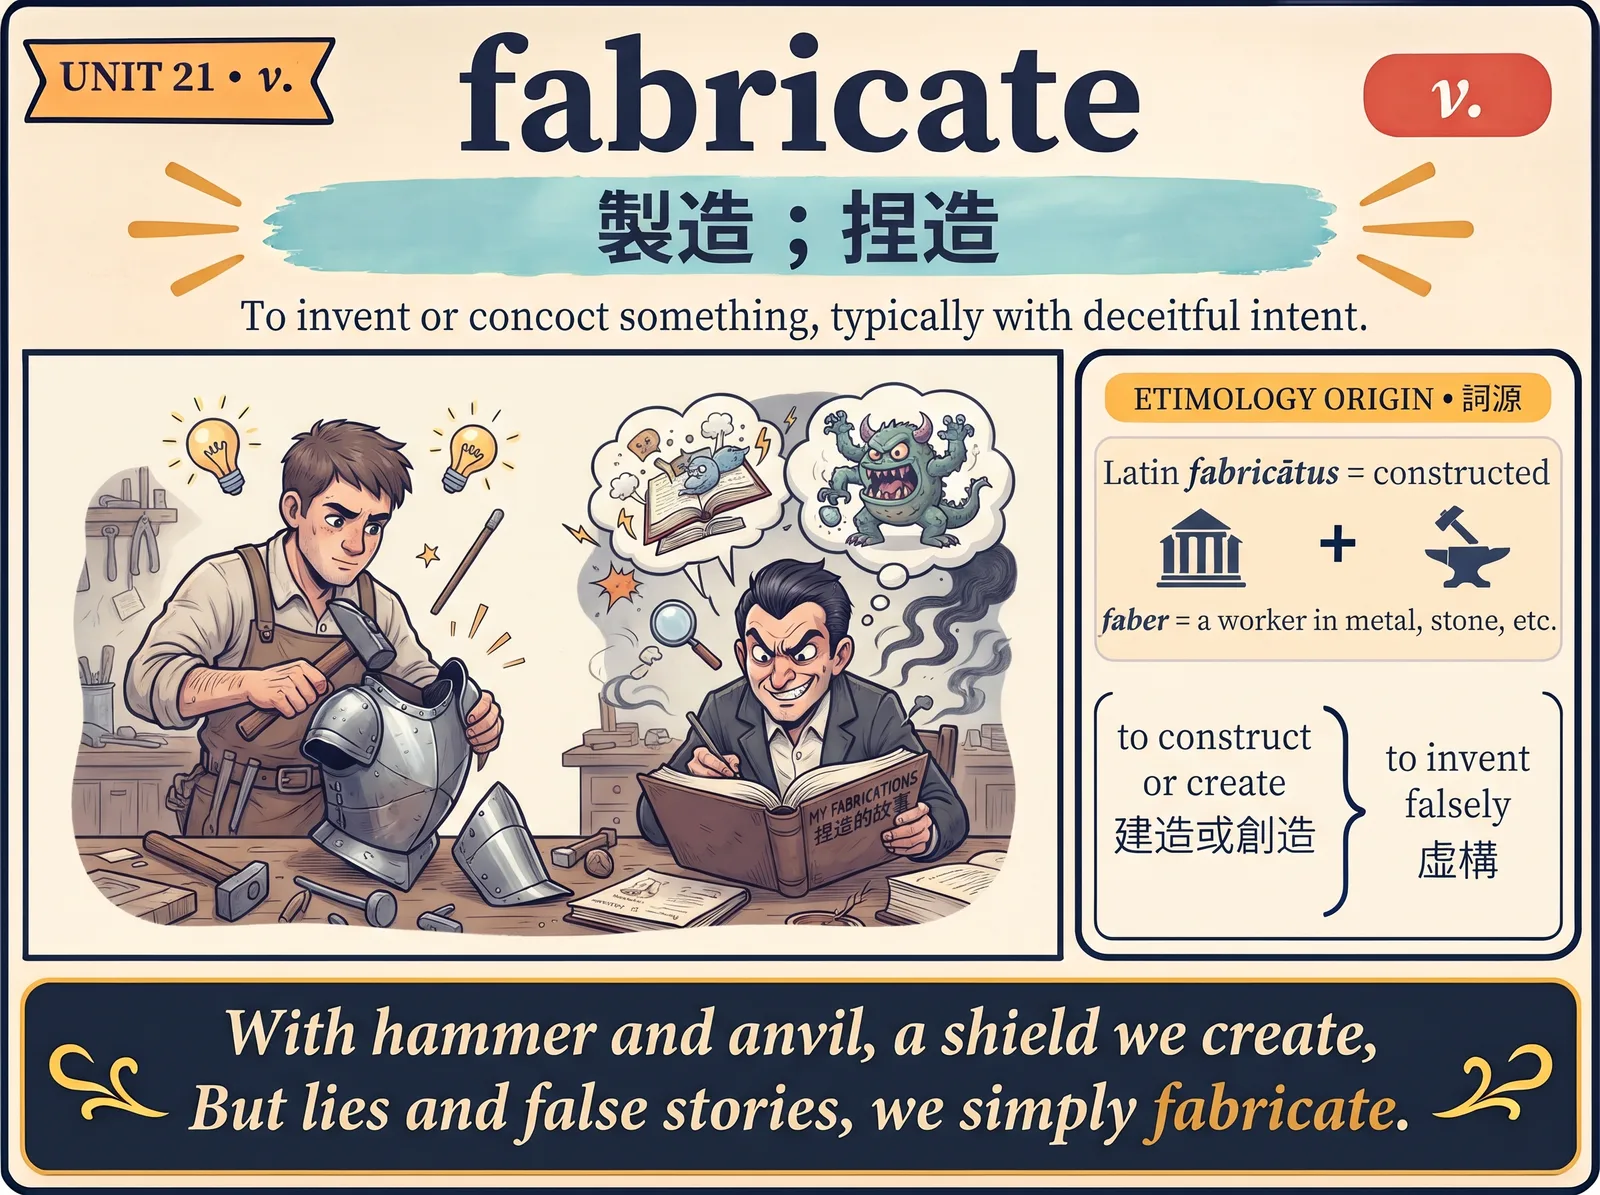 UNIT 21 • v.
fabricate
v.
製造；捏造
To invent or concoct something, typically with deceitful intent.
MY FABRICATIONS
捏造的故事
ETIMOLOGY ORIGIN • 詞源
Latin fabricātus = constructed
+
faber = a worker in metal, stone, etc.
to construct
or create
建造或創造
to invent
falsely
虛構
With hammer and anvil, a shield we create,
But lies and false stories, we simply fabricate.